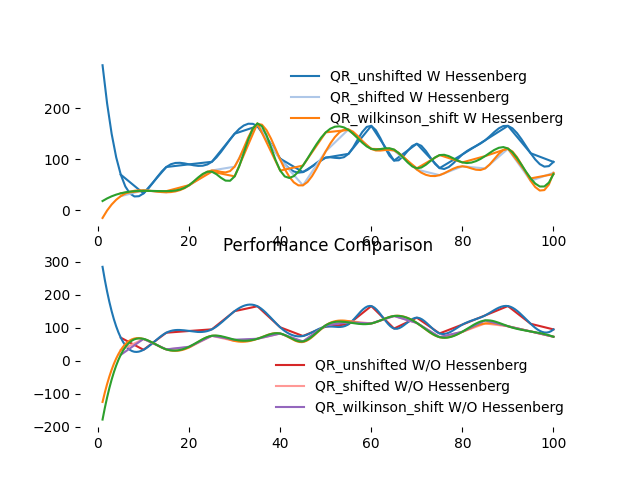 QR_unshifted W Hessenberg
QR_shifted W Hessenberg
QR_wilkinson_shift W Hessenberg
200
100
0
0 20 40 60 80 100
Performance Comparison
300
200
100
0
−100
−200
QR_unshifted W/O Hessenberg
QR_shifted W/O Hessenberg
QR_wilkinson_shift W/O Hessenberg
0 20 40 60 80 100